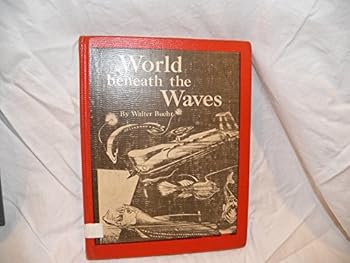 World
beneath the
Waves
By Walter Buehr